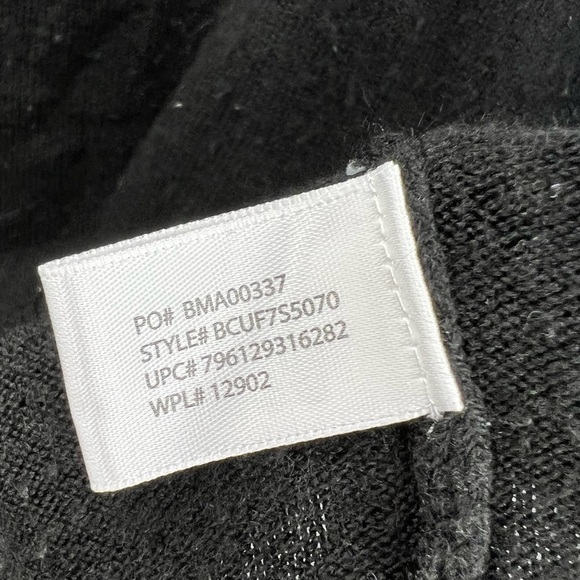 PO# BMA00337
STYLE# BCUF7S5070
UPC# 796129316282
WPL# 12902